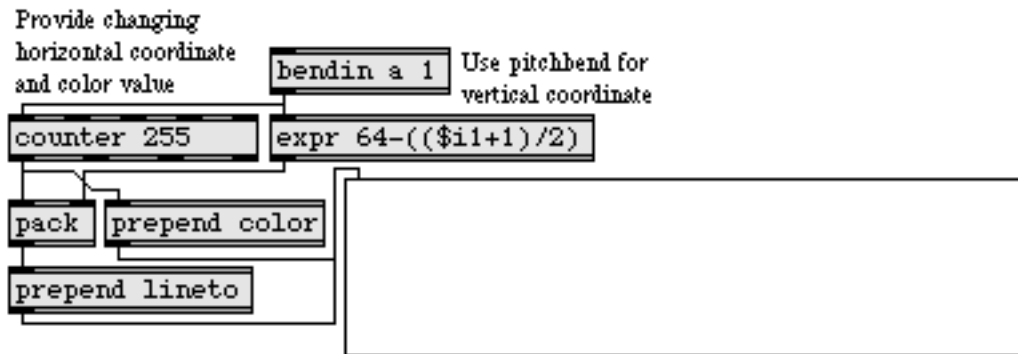 Provide changing
horizontal coordinate
and color value
bendin a 1
Use pitchbend for
vertical coordinate
counter 255
expr 64-(($i1+1)/2)
pack
prepend color
prepend lineto